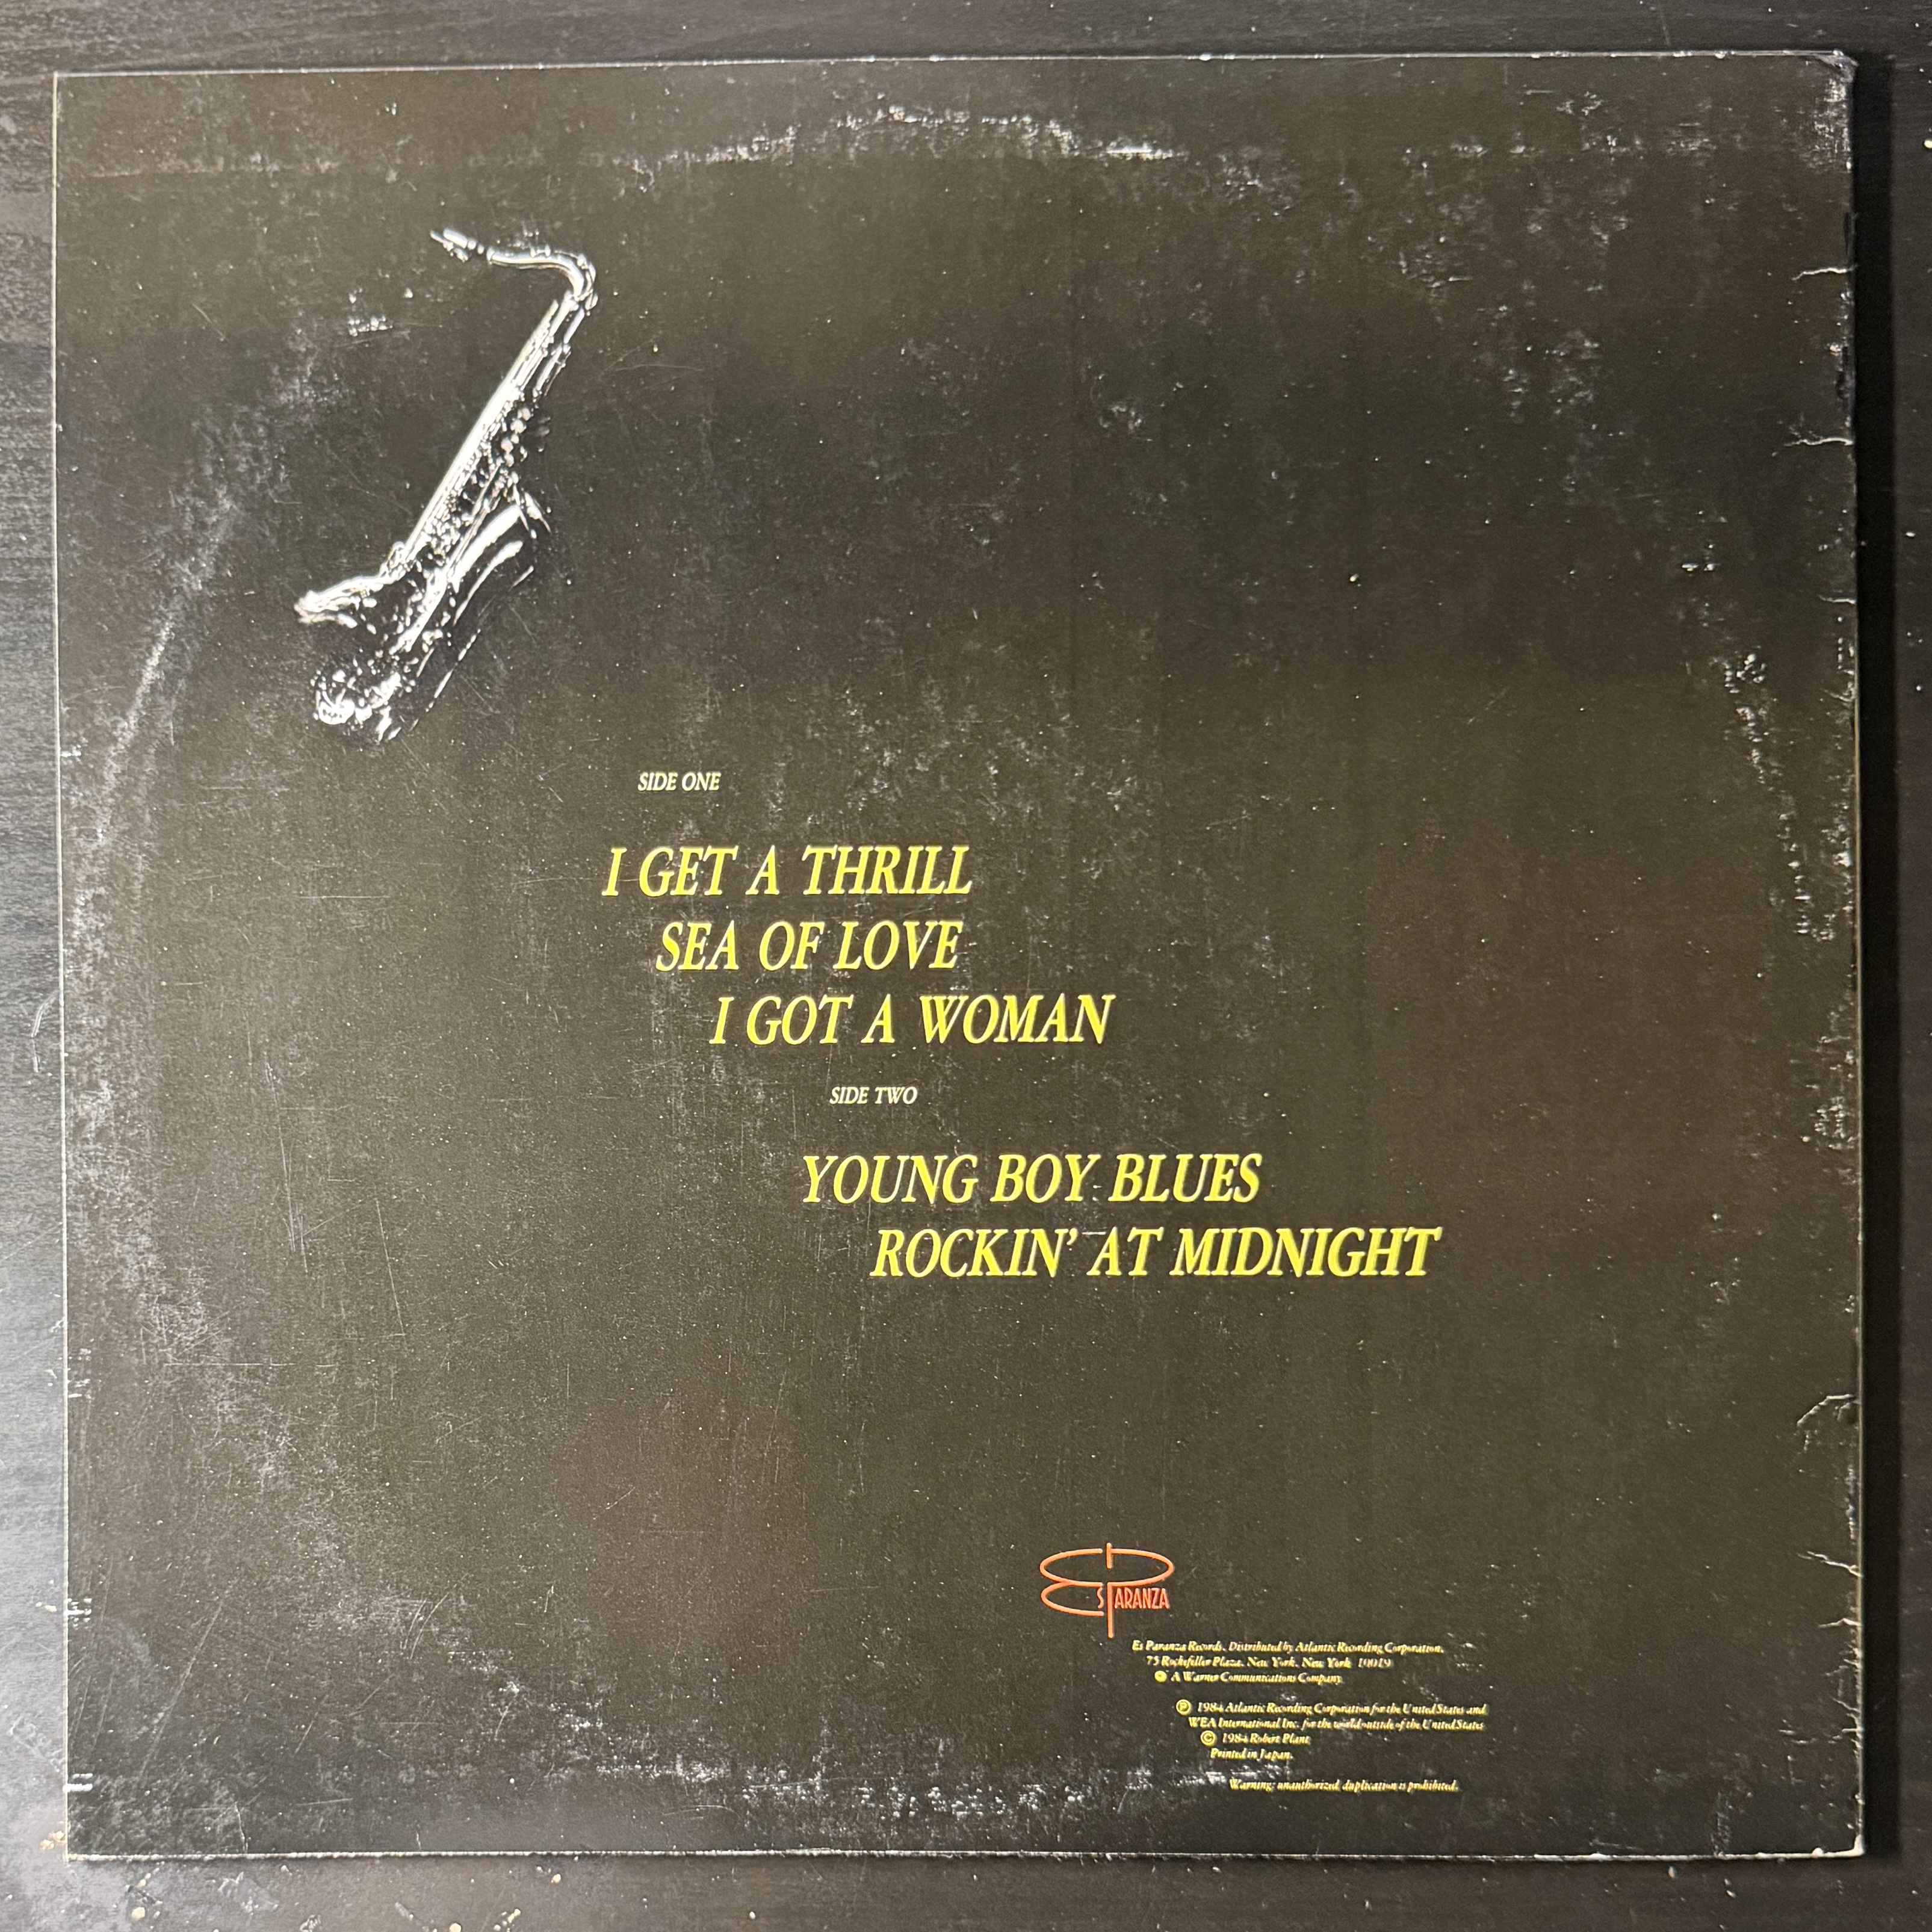 SIDE ONE
I GET A THRILL
SEA OF LOVE
I GOT A WOMAN
SIDE TWO
YOUNG BOY BLUES
ROCKIN' AT MIDNIGHT
ES PARANZA
Es Paranza Records, Distributed by Atlantic Recording Corporation,
75 Rockefeller Plaza, New York, New York 10019
A Warner Communications Company
Ⓟ 1984 Atlantic Recording Corporation for the United States and
WEA International Inc. for the world outside of the United States
© 1984 Robert Plant
Printed in Japan.
Warning: unauthorized duplication is prohibited.